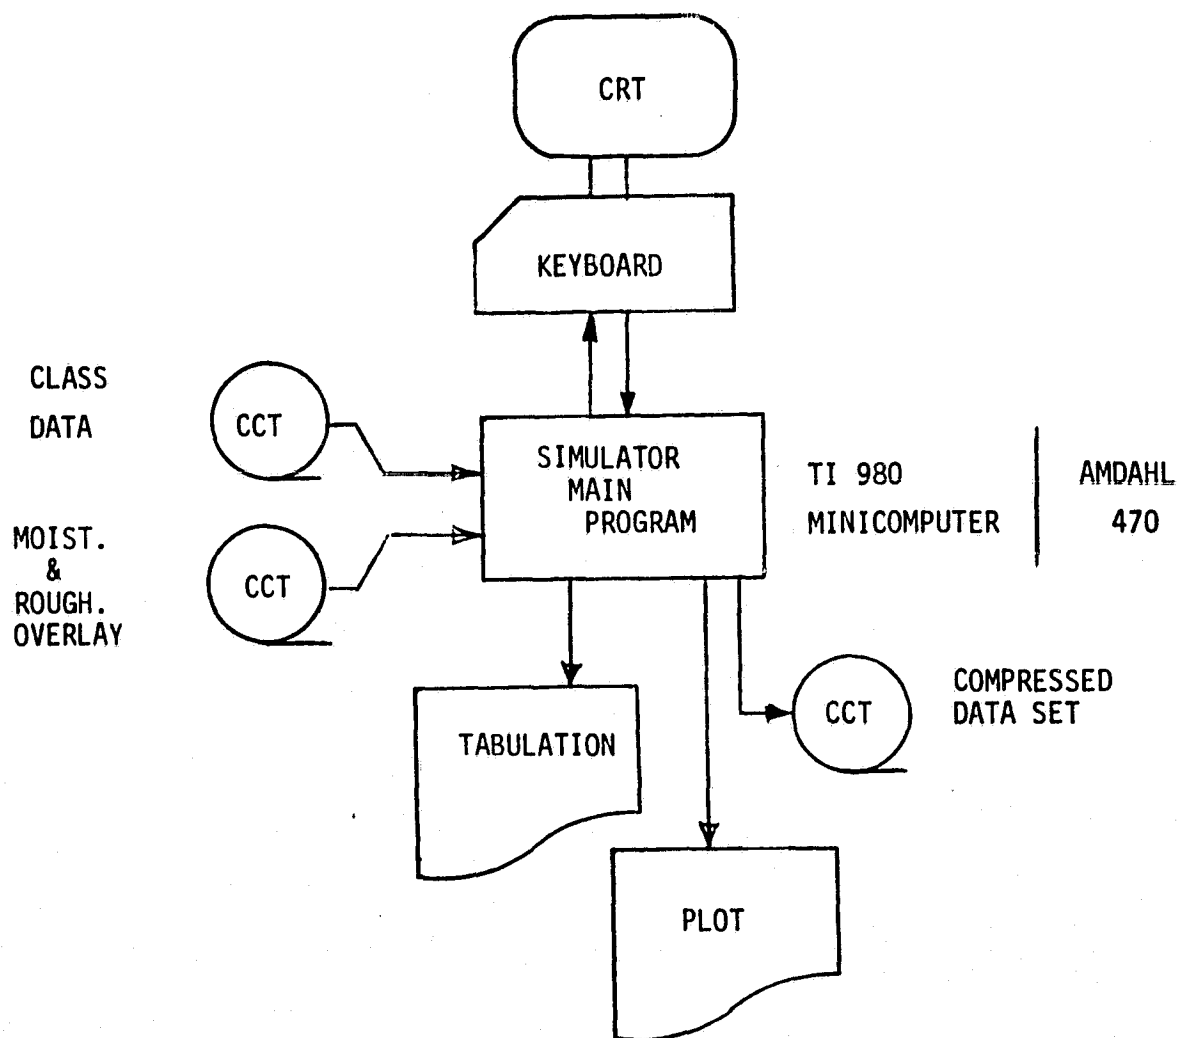 CRT
KEYBOARD
CLASS
DATA
CCT
SIMULATOR
MAIN
PROGRAM
TI 980
MINICOMPUTER
AMDAHL
470
MOIST.
&
ROUGH.
OVERLAY
CCT
TABULATION
CCT
COMPRESSED
DATA SET
PLOT